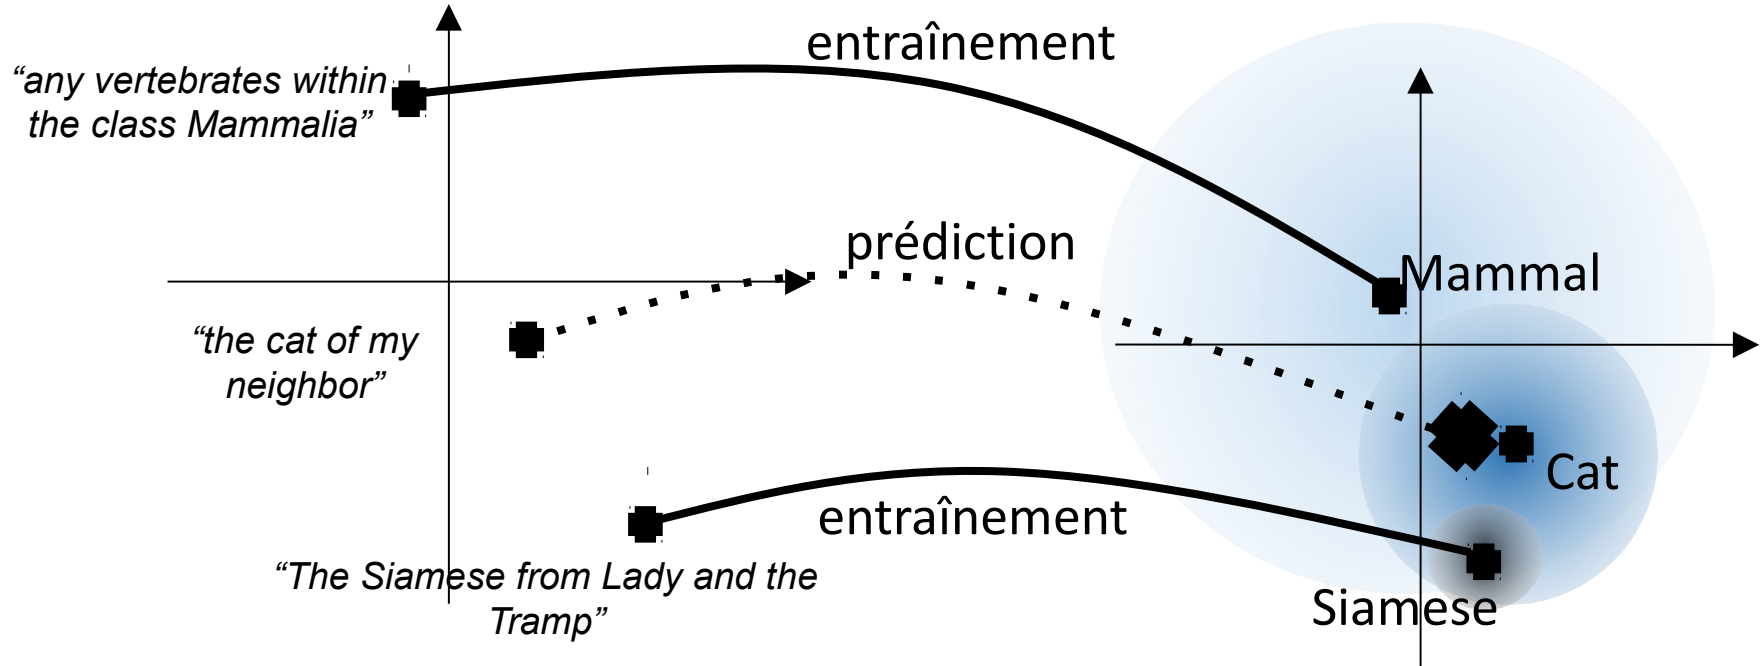 entraînement
“any vertebrates within
the class Mammalia”
prédiction
Mammal
“the cat of my
neighbor”
Cat
entraînement
“The Siamese from Lady and the
Tramp”
Siamese